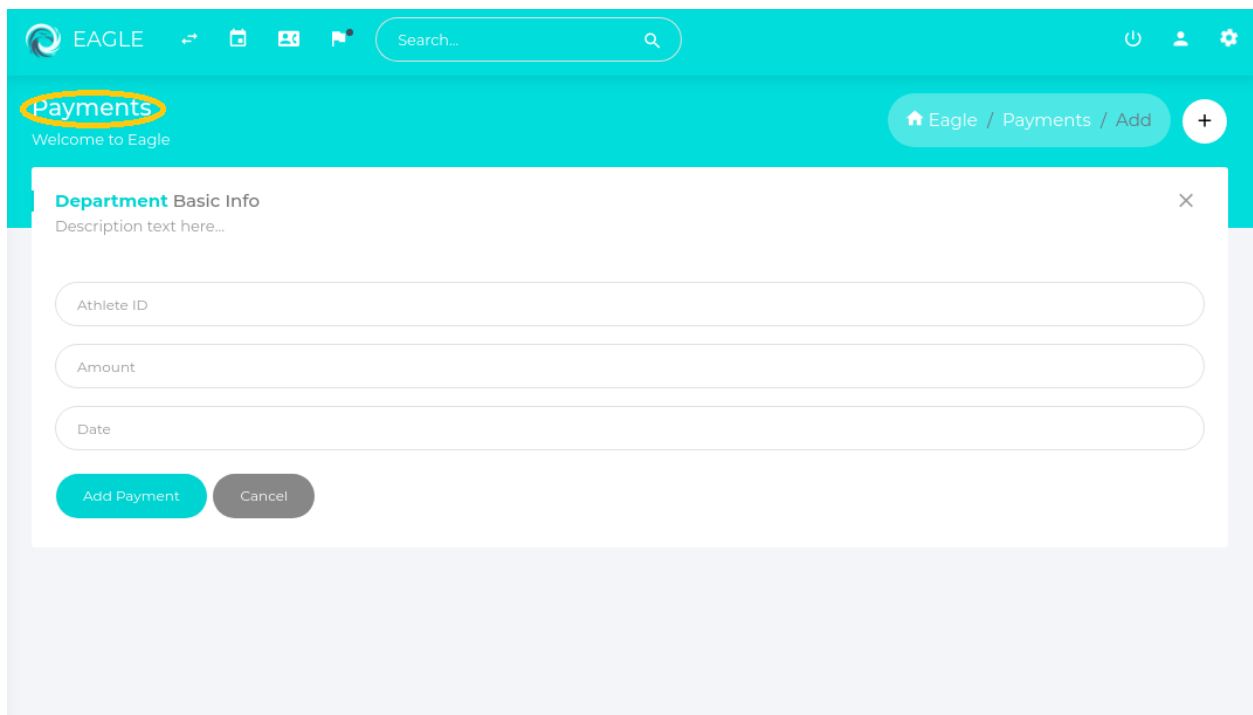 EAGLE Search...
Payments
Welcome to Eagle
Eagle / Payments / Add +
Department Basic Info
Description text here...
Athlete ID
Amount
Date
Add Payment Cancel